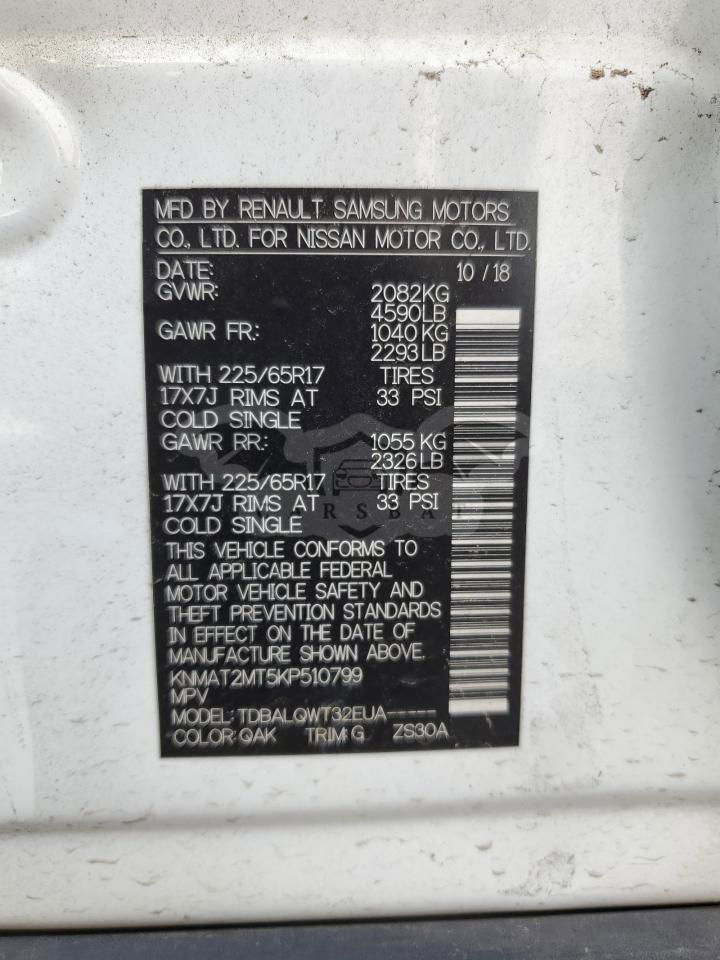 MFD BY RENAULT SAMSUNG MOTORS
CO., LTD. FOR NISSAN MOTOR CO., LTD.
DATE: 10 / 18
GVWR: 2082KG
4590LB
GAWR FR.: 1040 KG
2293 LB
WITH 225/65R17 TIRES
17X7J RIMS AT 33 PSI
COLD SINGLE
GAWR RR.: 1055 KG
2326 LB
WITH 225/65R17 TIRES
17X7J RIMS AT 33 PSI
COLD SINGLE
THIS VEHICLE CONFORMS TO
ALL APPLICABLE FEDERAL
MOTOR VEHICLE SAFETY AND
THEFT PREVENTION STANDARDS
IN EFFECT ON THE DATE OF
MANUFACTURE SHOWN ABOVE.
KNMAT2MT5KP510799
MPV
MODEL: TDBALQWT32EUA-----
COLOR: QAK TRIM: G ZS30A